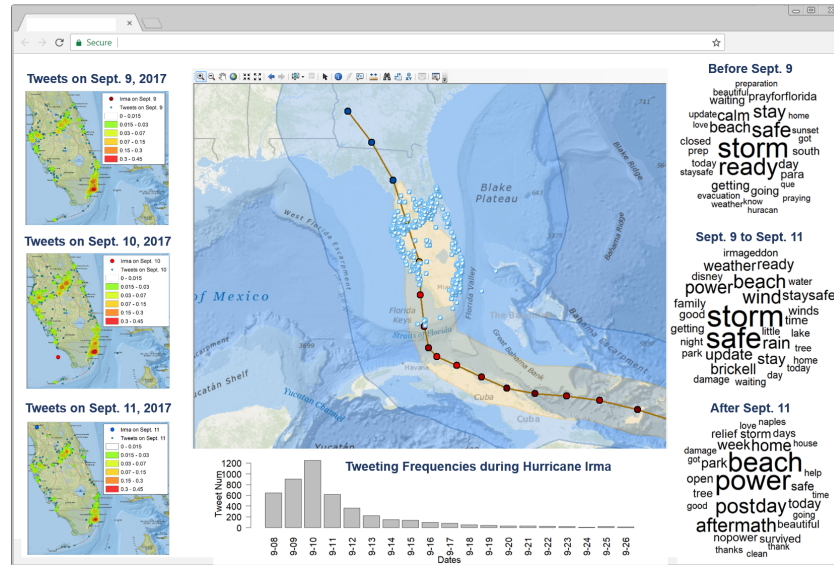 Secure
Tweets on Sept. 9, 2017
Irma on Sept. 9
Tweets on Sept. 9
0 - 0.015
0.015 - 0.03
0.03 - 0.07
0.07 - 0.15
0.15 - 0.3
0.3 - 0.45
Tweets on Sept. 10, 2017
Irma on Sept. 10
Tweets on Sept. 10
0 - 0.015
0.015 - 0.03
0.03 - 0.07
0.07 - 0.15
0.15 - 0.3
0.3 - 0.45
Tweets on Sept. 11, 2017
Irma on Sept. 11
Tweets on Sept. 11
0 - 0.015
0.015 - 0.03
0.03 - 0.07
0.07 - 0.15
0.15 - 0.3
0.3 - 0.45
Blake Ridge
Blake
Plateau
Bahama Ridge
West Florida Escarpment
of Mexico
Florida Valley
Florida
Keys
Straits of Florida
The Bahamas
Bahama Escarpment
Great Bahama Bank
3699
Havana
Yucatán Shelf
Yucatan Channel
Cuba
Cuba
Yucatán
Tweeting Frequencies during Hurricane Irma
Tweet Num
1200
1000
800
600
400
200
0
9-08
9-09
9-10
9-11
9-12
9-13
9-14
9-15
9-16
9-17
9-18
9-19
9-20
9-21
9-22
9-23
9-24
9-25
9-26
Dates
Before Sept. 9
preparation
beautiful
waiting prayforflorida
update calm stay home
love beach safe sunset
closed got
prep storm south
today ready day
staysafe para
getting going que
evacuation praying
weather know
huracan
Sept. 9 to Sept. 11
irmageddon
weather ready
disney beach water
power wind staysafe
family
good storm winds
time
getting safe little lake
night rain tree
park update stay home
brickell day today
damage waiting
After Sept. 11
love naples
relief storm days
damage week home house
got park beach
open power help
safe
tree time
good post day today
going
aftermath beautiful
nopower survived
thanks thank
clean